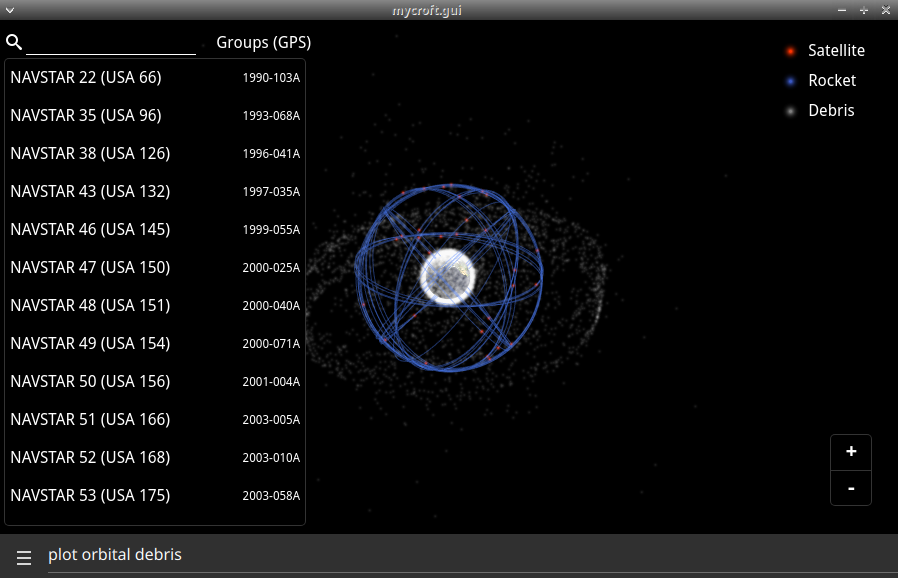 mycroft.gui
Groups (GPS)
NAVSTAR 22 (USA 66) 1990-103A
NAVSTAR 35 (USA 96) 1993-068A
NAVSTAR 38 (USA 126) 1996-041A
NAVSTAR 43 (USA 132) 1997-035A
NAVSTAR 46 (USA 145) 1999-055A
NAVSTAR 47 (USA 150) 2000-025A
NAVSTAR 48 (USA 151) 2000-040A
NAVSTAR 49 (USA 154) 2000-071A
NAVSTAR 50 (USA 156) 2001-004A
NAVSTAR 51 (USA 166) 2003-005A
NAVSTAR 52 (USA 168) 2003-010A
NAVSTAR 53 (USA 175) 2003-058A
Satellite
Rocket
Debris
+
-
plot orbital debris